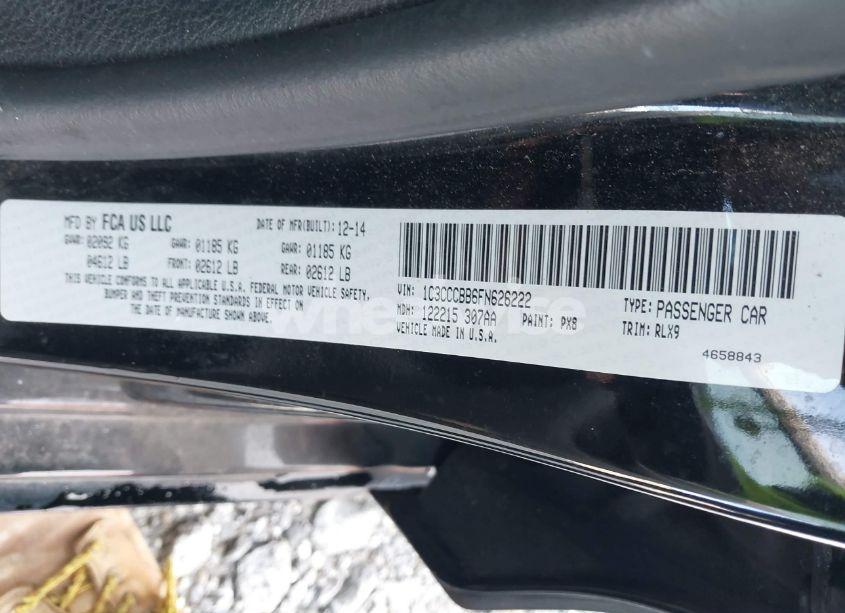 MFD BY FCA US LLC
DATE OF MFR(BUILT): 12-14
GVWR: 02092 KG GAWR: 01185 KG GAWR: 01185 KG
04612 LB FRONT: 02612 LB REAR: 02612 LB
THIS VEHICLE CONFORMS TO ALL APPLICABLE U.S.A. FEDERAL MOTOR VEHICLE SAFETY,
BUMPER AND THEFT PREVENTION STANDARDS IN EFFECT ON
THE DATE OF MANUFACTURE SHOWN ABOVE.
VIN: 1C3CCCBB6FN626222
TYPE: PASSENGER CAR
MDH: 122215 307AA PAINT: PX8
TRIM: RLX9
VEHICLE MADE IN U.S.A.
4658843